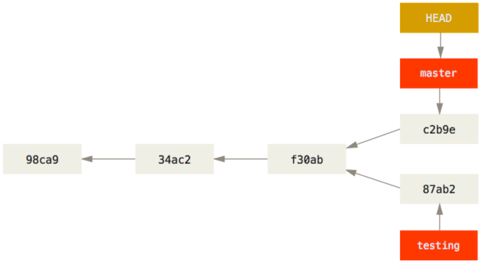 HEAD
master
c2b9e
98ca9
34ac2
f30ab
87ab2
testing